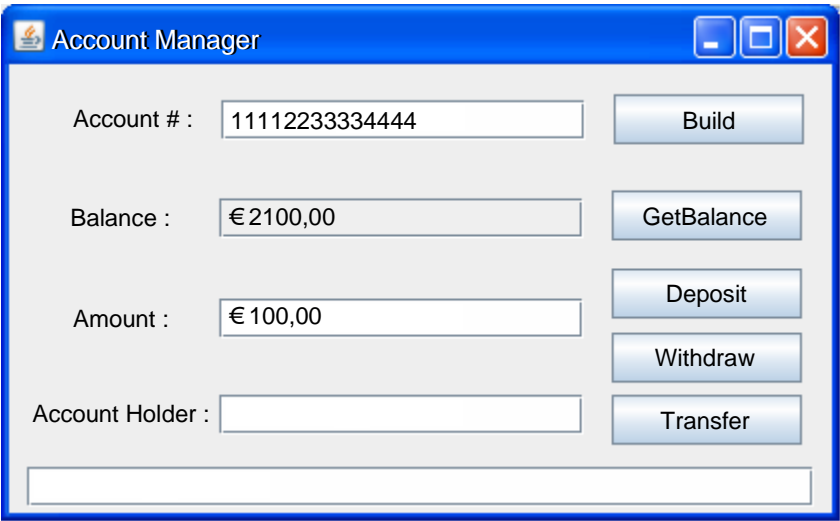 Account Manager
Account # : 11112233334444 Build
Balance : €2100,00 GetBalance
Amount : €100,00 Deposit
Withdraw
Account Holder : Transfer